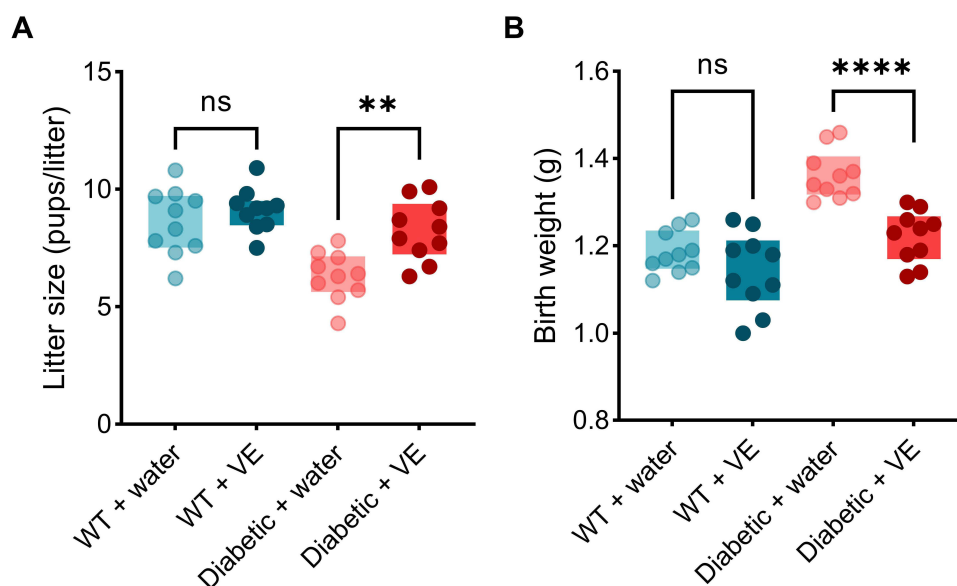 A
Litter size (pups/litter)
15
10
5
0
ns
**
WT + water
WT + VE
Diabetic + water
Diabetic + VE
B
Birth weight (g)
1.6
1.4
1.2
1.0
0.8
ns
****
WT + water
WT + VE
Diabetic + water
Diabetic + VE